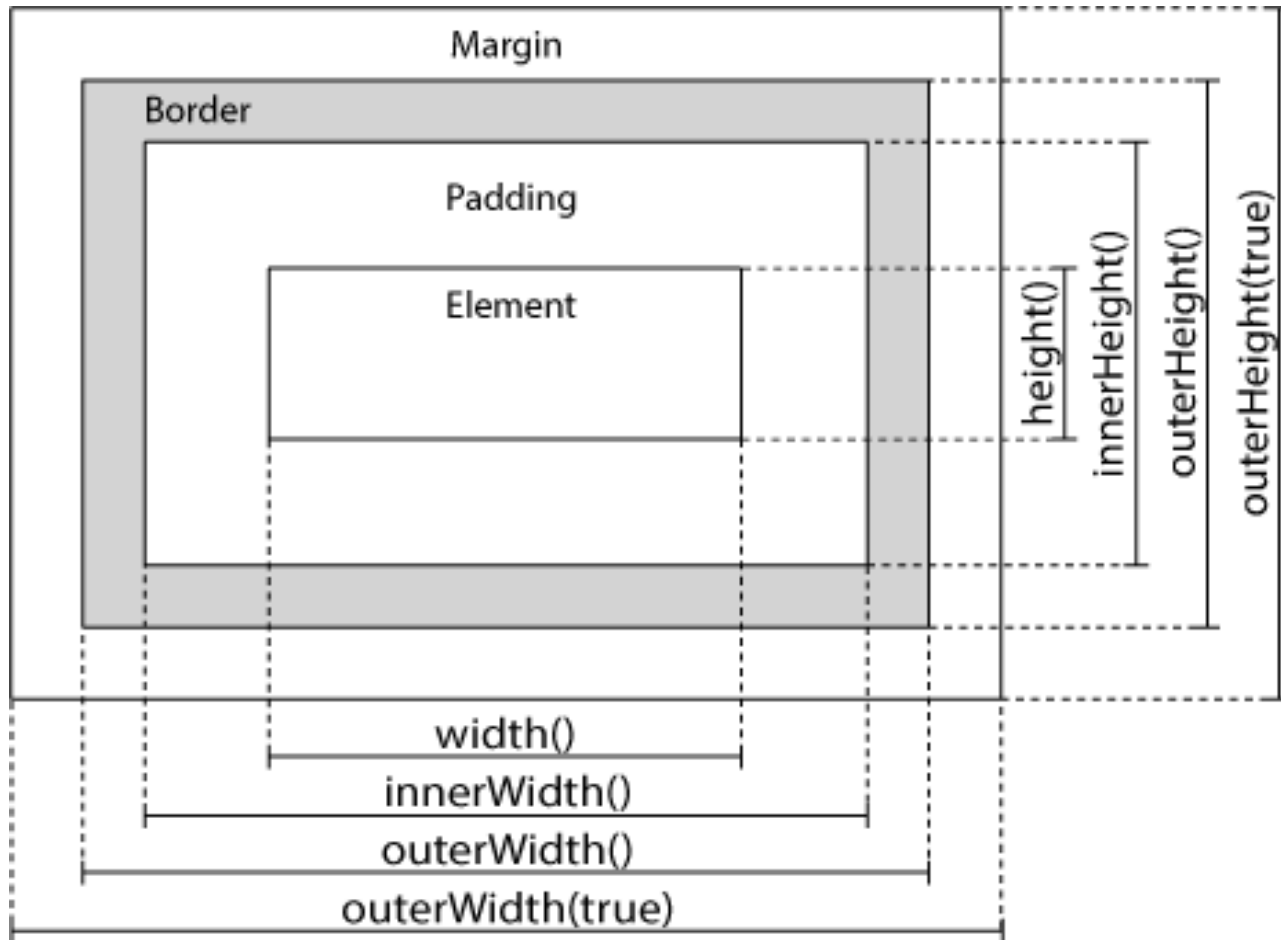 Margin
Border
Padding
Element
height()
innerHeight()
outerHeight()
outerHeight(true)
width()
innerWidth()
outerWidth()
outerWidth(true)